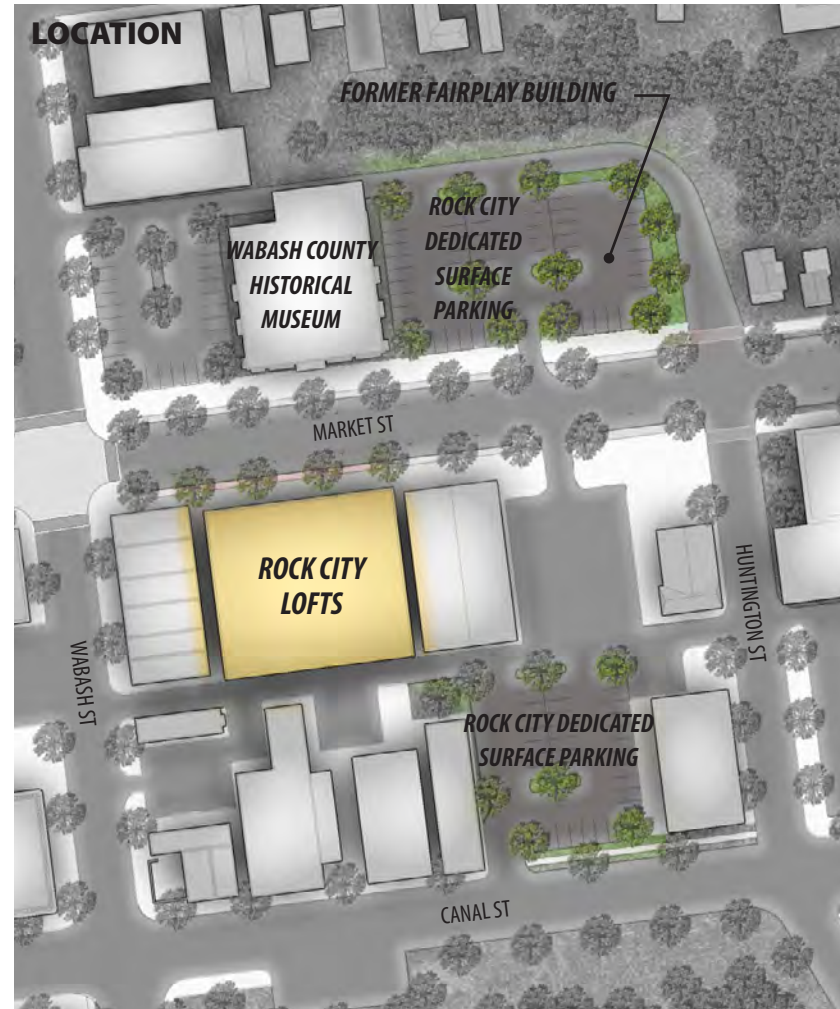 LOCATION
FORMER FAIRPLAY BUILDING
ROCK CITY
DEDICATED
SURFACE
PARKING
WABASH COUNTY
HISTORICAL
MUSEUM
MARKET ST
ROCK CITY
LOFTS
HUNTINGTON ST
WABASH ST
ROCK CITY DEDICATED
SURFACE PARKING
CANAL ST